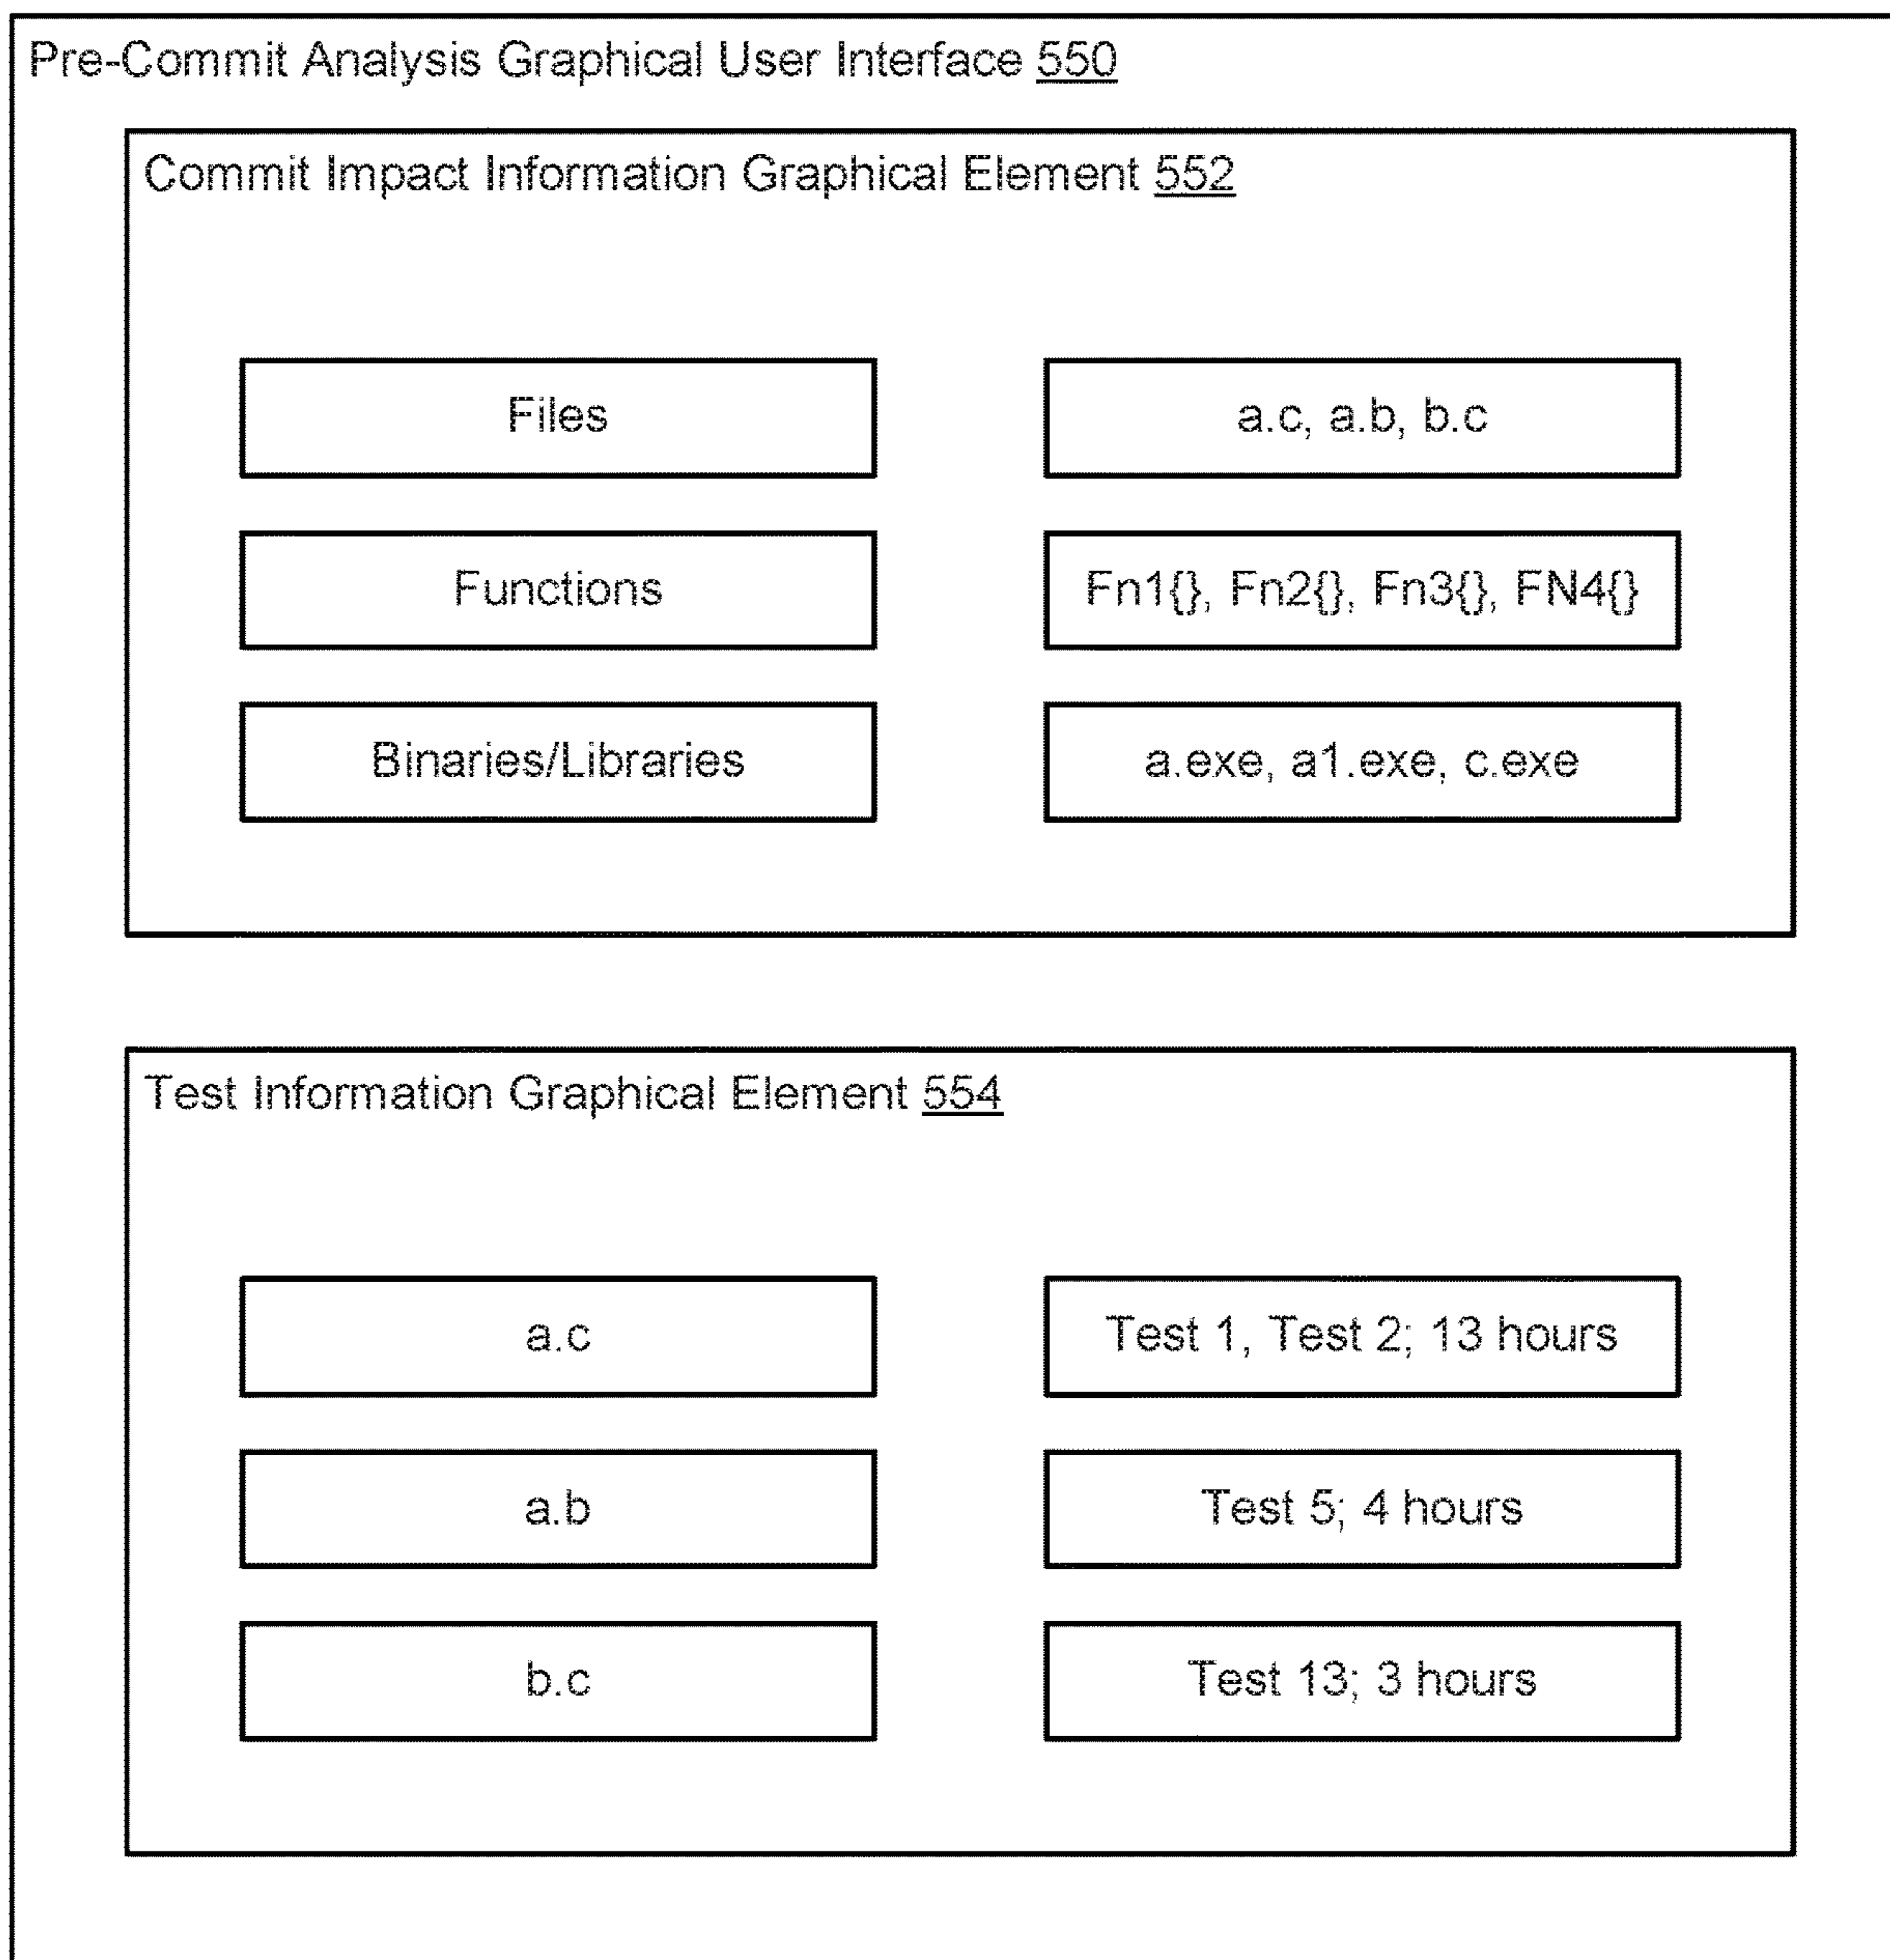 Pre-Commit Analysis Graphical User Interface 550
Commit Impact Information Graphical Element 552
Files
a.c, a.b, b.c
Functions
Fn1{}, Fn2{}, Fn3{}, FN4{}
Binaries/Libraries
a.exe, a1.exe, c.exe
Test Information Graphical Element 554
a.c
Test 1, Test 2; 13 hours
a.b
Test 5; 4 hours
b.c
Test 13; 3 hours